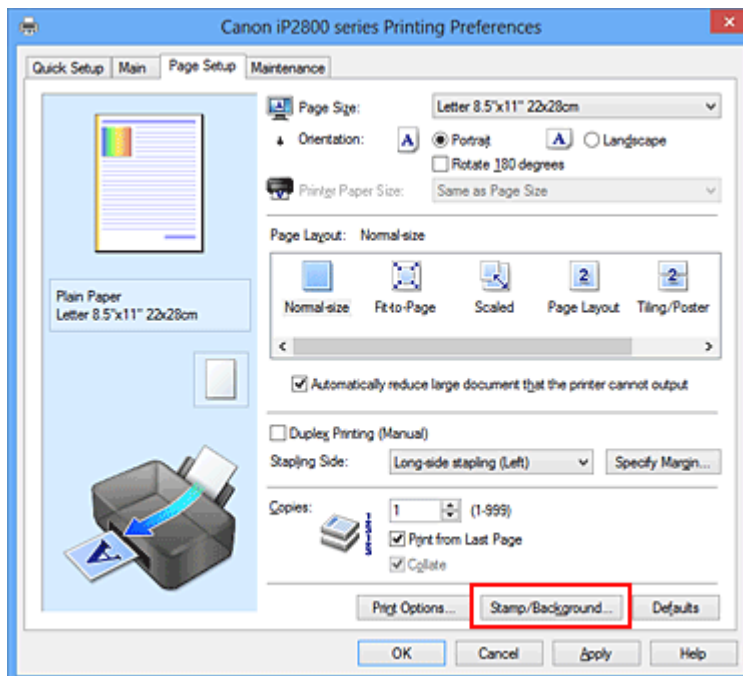 Canon iP2800 series Printing Preferences
Quick Setup Main Page Setup Maintenance
Page Size: Letter 8.5"x11" 22x28cm
Orientation: A Portrait A Landscape
Rotate 180 degrees
Printer Paper Size: Same as Page Size
Page Layout: Normal-size
2 2
Normal-size Fit-to-Page Scaled Page Layout Tiling/Poster
Plain Paper
Letter 8.5"x11" 22x28cm
Automatically reduce large document that the printer cannot output
Duplex Printing (Manual)
Stapling Side: Long-side stapling (Left) Specify Margin...
Copies: 1 (1-999)
Print from Last Page
Collate
A
Print Options... Stamp/Background... Defaults
OK Cancel Apply Help